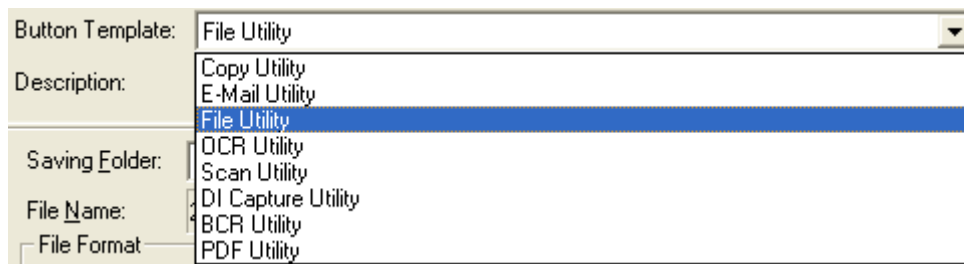 Button Template: File Utility
Copy Utility
Description:
E-Mail Utility
File Utility
OCR Utility
Saving Folder:
Scan Utility
DI Capture Utility
File Name:
BCR Utility
File Format
PDF Utility